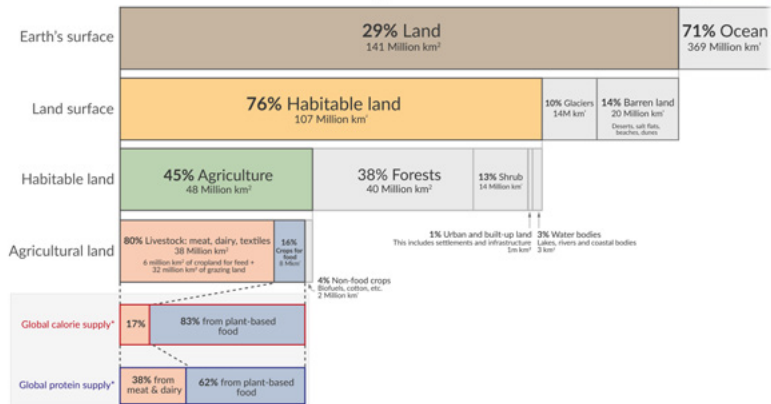 Earth's surface
29% Land
141 Million km²
71% Ocean
369 Million km²
Land surface
76% Habitable land
107 Million km²
10% Glaciers
14M km²
14% Barren land
20 Million km²
Deserts, salt flats,
beaches, dunes
Habitable land
45% Agriculture
48 Million km²
38% Forests
40 Million km²
13% Shrub
14 Million km²
1% Urban and built-up land
This includes settlements and infrastructure
1m km²
3% Water bodies
Lakes, rivers and coastal bodies
3 km²
Agricultural land
80% Livestock: meat, dairy, textiles
38 Million km²
6 million km² of cropland for feed +
32 million km² of grazing land
16%
Crops for
food
8 Mkm²
4% Non-food crops
Biofuels, cotton, etc.
2 Million km²
Global calorie supply*
17%
83% from plant-based
food
Global protein supply*
38% from
meat & dairy
62% from plant-based
food